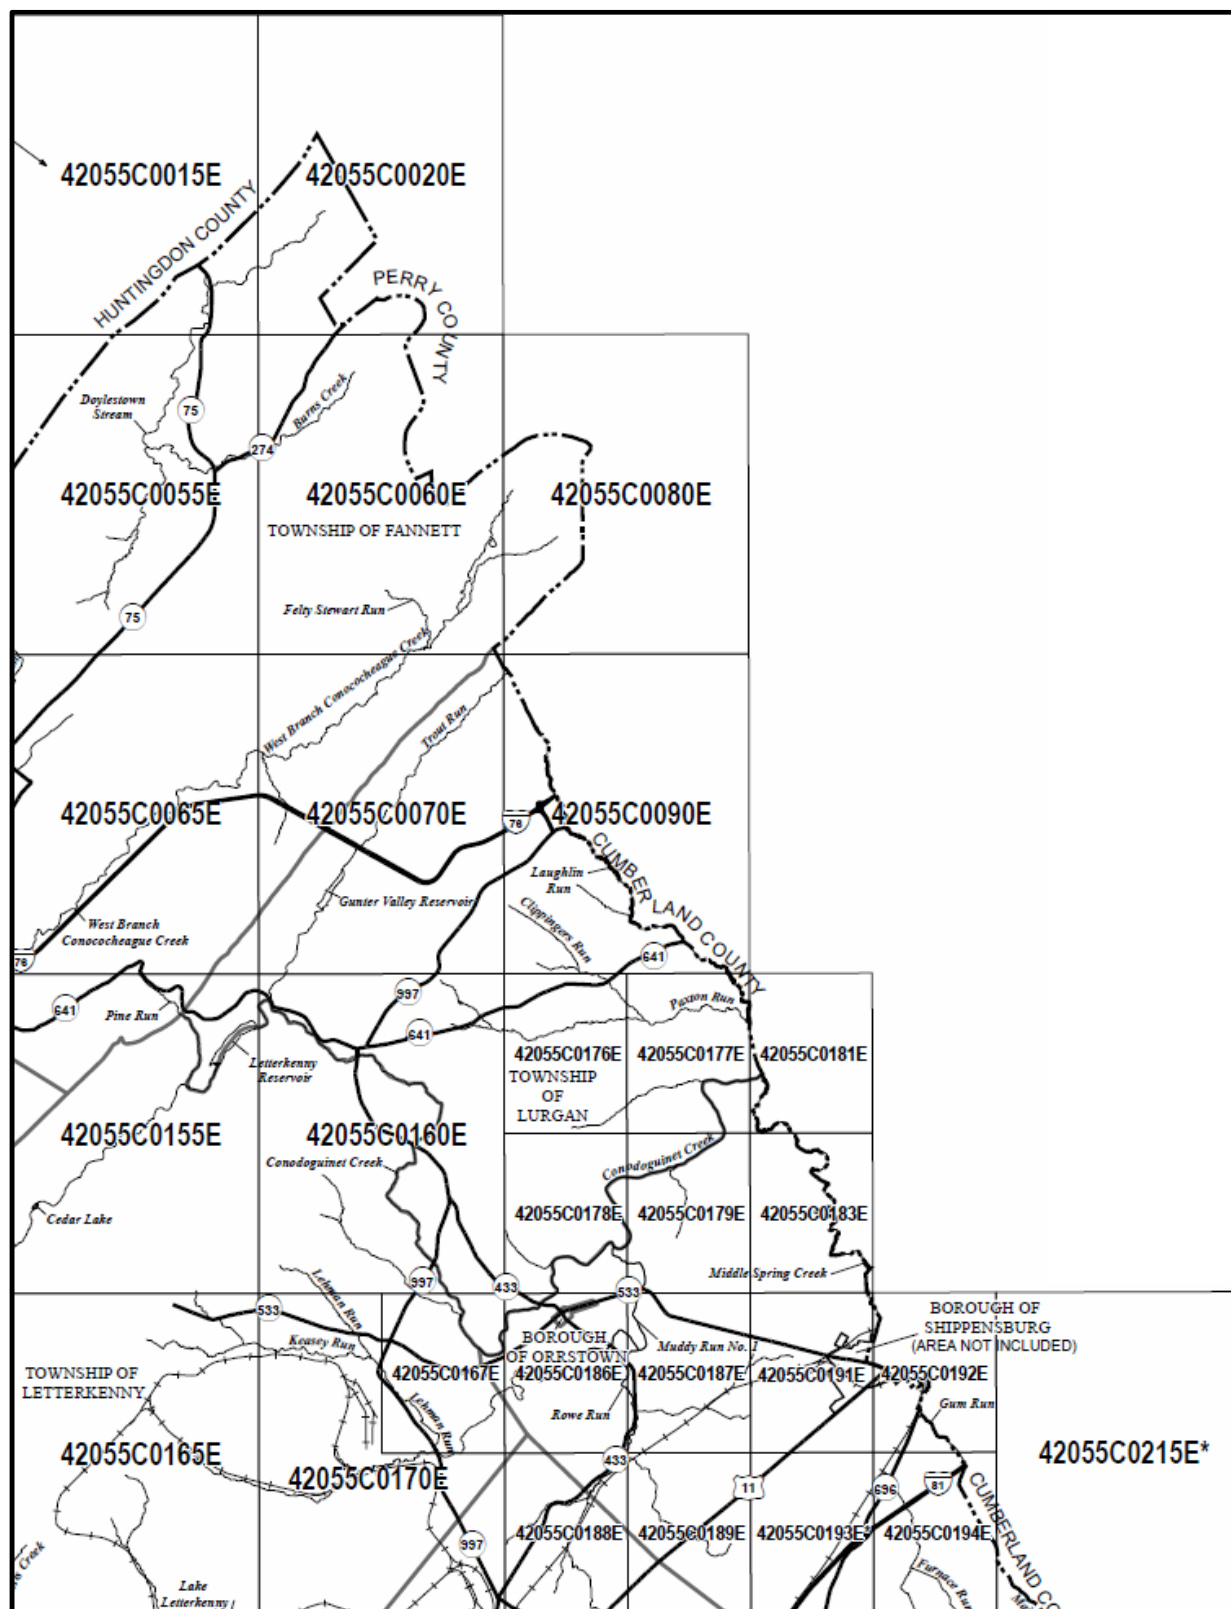 42055C0015E
42055C0020E
HUNTINGDON COUNTY
PERRY COUNTY
Doylestown
Stream
75
Burns Creek
274
42055C0055E
42055C0060E
42055C0080E
TOWNSHIP OF FANNETT
Felty Stewart Run
75
West Branch Conococheague Creek
Trout Run
42055C0065E
42055C0070E
76
42055C0090E
CUMBERLAND COUNTY
Laughlin
Run
Gunter Valley Reservoir
Clippingers Run
West Branch
Conococheague Creek
76
641
997
641
Pine Run
641
Paxton Run
Letterkenny
Reservoir
42055C0176E
42055C0177E
42055C0181E
TOWNSHIP
OF
LURGAN
42055C0155E
42055C0160E
Conodoguinet Creek
Conodoguinet Creek
Cedar Lake
42055C0178E
42055C0179E
42055C0183E
Middle Spring Creek
997
433
533
533
Lehman Run
Keasey Run
BOROUGH OF
SHIPPENSBURG
(AREA NOT INCLUDED)
BOROUGH
OF ORRSTOWN
Muddy Run No. 1
TOWNSHIP OF
LETTERKENNY
42055C0167E
42055C0186E
42055C0187E
42055C0191E
42055C0192E
Lehman Run
Rowe Run
Gum Run
42055C0165E
42055C0170E
433
11
696
81
42055C0215E*
CUMBERLAND CO
997
42055C0188E
42055C0189E
42055C0193E*
42055C0194E
Creek
Lake
Letterkenny
Furnace Run